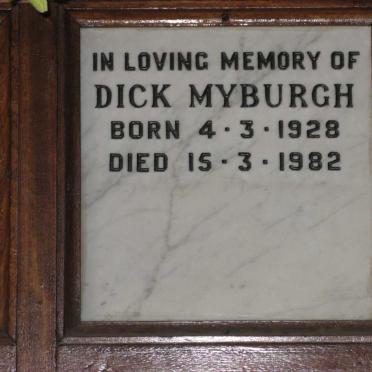 IN LOVING MEMORY OF
DICK MYBURGH
BORN 4·3·1928
DIED 15·3·1982